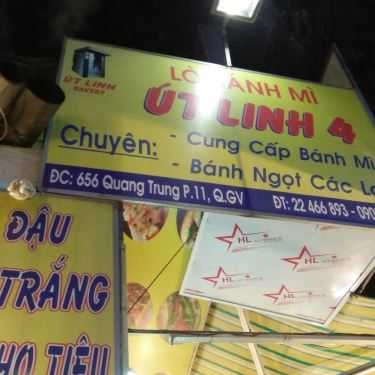 ÚT LINH
BAKERY
LÒ BÁNH MÌ
ÚT LINH 4
Chuyên:
- Cung Cấp Bánh Mì
- Bánh Ngọt Các
ĐC: 656 Quang Trung P.11, Q.GV
ĐT: 22 466 893 - 090
ĐẬU
TRẮNG
TIÊU
HL
HL
HL
HL